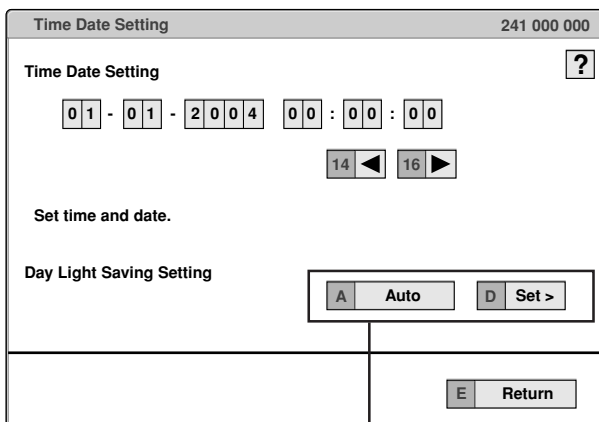 Time Date Setting 241 000 000
Time Date Setting ?
01 - 01 - 2004 00 : 00 : 00
14 ◀ 16 ▶
Set time and date.
Day Light Saving Setting
A Auto D Set >
E Return